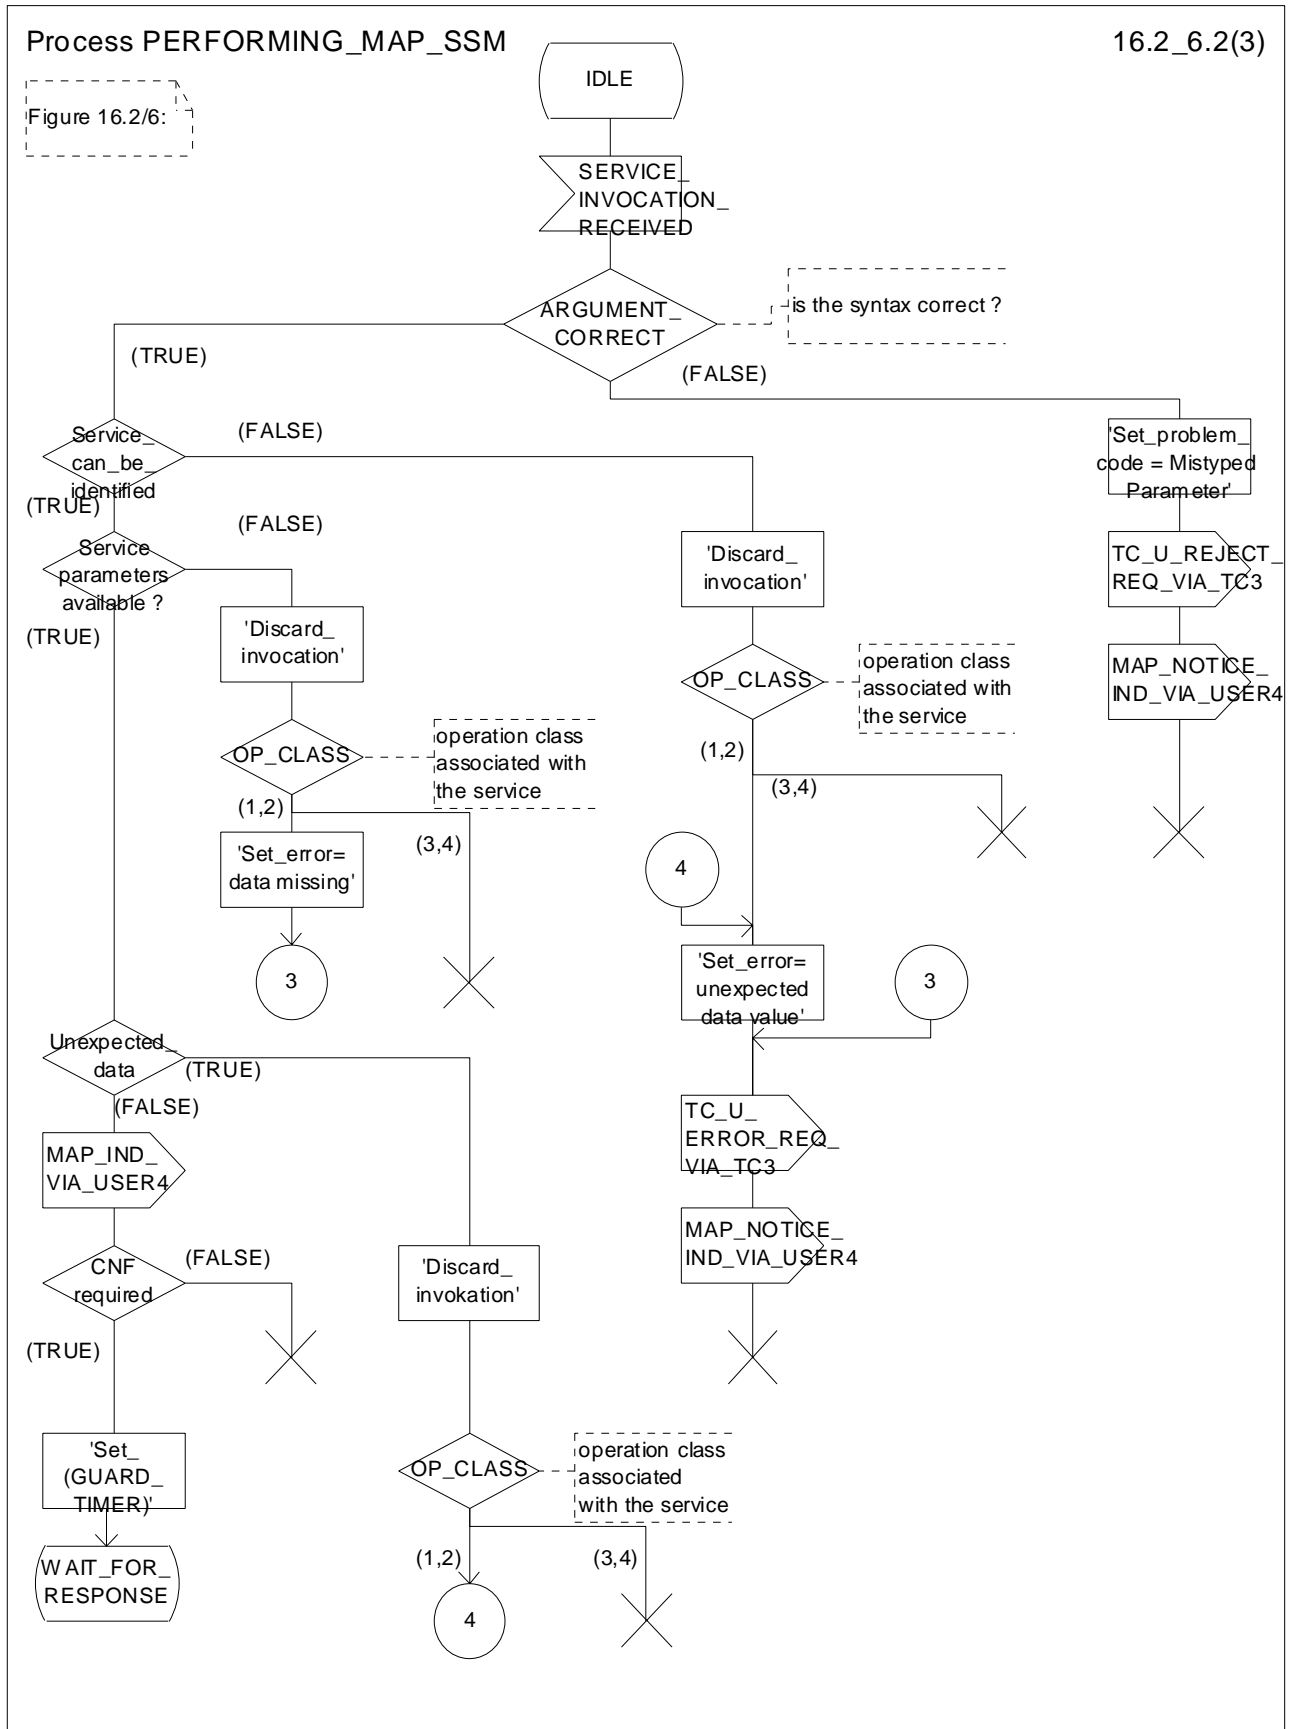 Process PERFORMING_MAP_SSM
16.2_6.2(3)
Figure 16.2/6:
IDLE
SERVICE_
INVOCATION_
RECEIVED
ARGUMENT_
CORRECT
is the syntax correct ?
(TRUE)
(FALSE)
Service_
can_be_
identified
(FALSE)
'Set_problem_
code = Mistyped
Parameter'
(TRUE)
Service
parameters
available ?
(FALSE)
'Discard_
invocation'
TC_U_REJECT_
REQ_VIA_TC3
(TRUE)
'Discard_
invocation'
OP_CLASS
operation class
associated with
the service
MAP_NOTICE_
IND_VIA_USER4
OP_CLASS
operation class
associated with
the service
(1,2)
(3,4)
(1,2)
(3,4)
'Set_error=
data missing'
4
3
'Set_error=
unexpected
data value'
3
Unexpected_
data
(TRUE)
(FALSE)
TC_U_
ERROR_REQ_
VIA_TC3
MAP_IND_
VIA_USER4
MAP_NOTICE_
IND_VIA_USER4
CNF
required
(FALSE)
'Discard_
invokation'
(TRUE)
'Set_
(GUARD_
TIMER)'
OP_CLASS
operation class
associated
with the service
WAIT_FOR_
RESPONSE
(1,2)
(3,4)
4